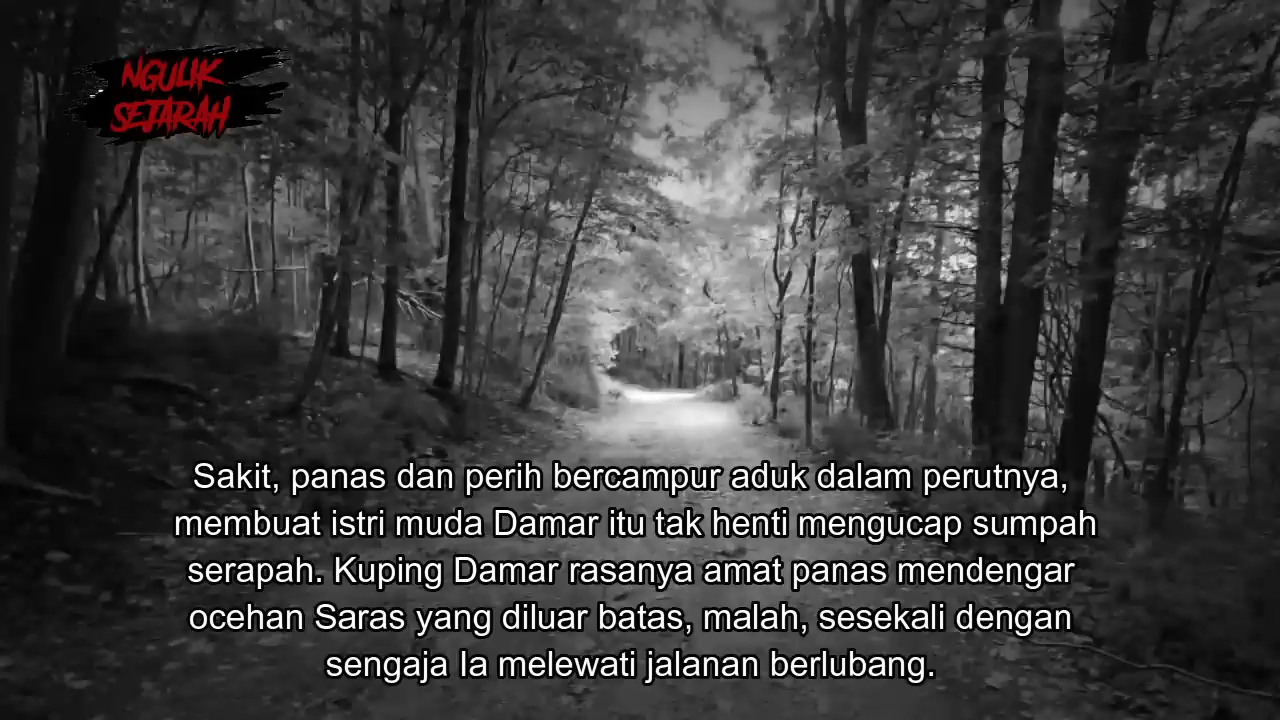 NGULIK
SEJARAH
Sakit, panas dan perih bercampur aduk dalam perutnya,
membuat istri muda Damar itu tak henti mengucap sumpah
serapah. Kuping Damar rasanya amat panas mendengar
ocehan Saras yang diluar batas, malah, sesekali dengan
sengaja Ia melewati jalanan berlubang.